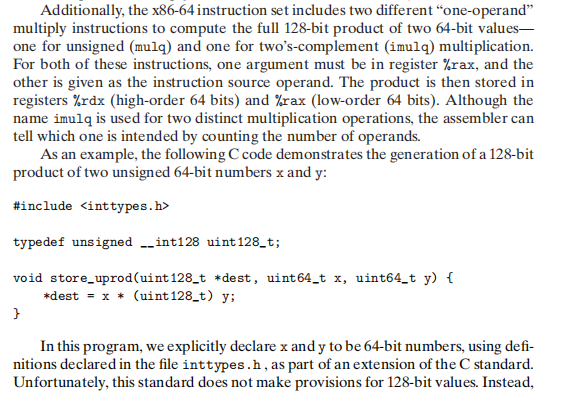 Additionally, the x86-64 instruction set includes two different “one-operand”
multiply instructions to compute the full 128-bit product of two 64-bit values—
one for unsigned (mulq) and one for two’s-complement (imulq) multiplication.
For both of these instructions, one argument must be in register %rax, and the
other is given as the instruction source operand. The product is then stored in
registers %rdx (high-order 64 bits) and %rax (low-order 64 bits). Although the
name imulq is used for two distinct multiplication operations, the assembler can
tell which one is intended by counting the number of operands.
As an example, the following C code demonstrates the generation of a 128-bit
product of two unsigned 64-bit numbers x and y:
#include <inttypes.h>
typedef unsigned __int128 uint128_t;
void store_uprod(uint128_t *dest, uint64_t x, uint64_t y) {
    *dest = x * (uint128_t) y;
}
In this program, we explicitly declare x and y to be 64-bit numbers, using defi-
nitions declared in the file inttypes.h, as part of an extension of the C standard.
Unfortunately, this standard does not make provisions for 128-bit values. Instead,